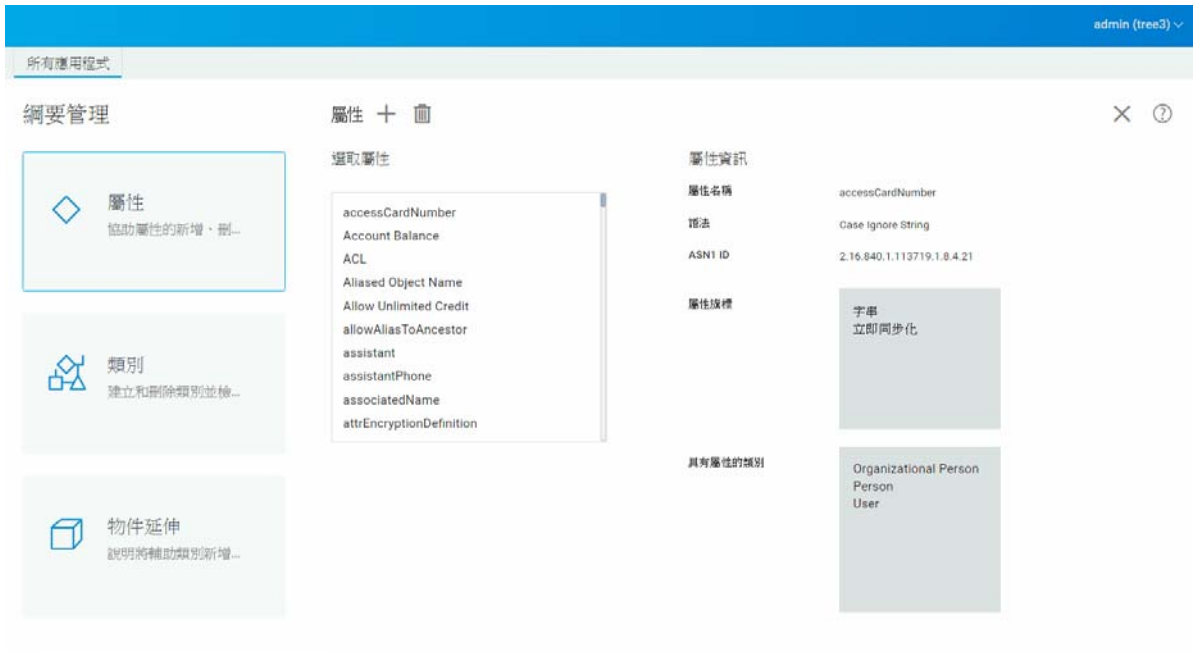 admin (tree3)
所有應用程式
綱要管理
屬性
協助屬性的新增、刪...
類別
建立和刪除類別並檢...
物件延伸
說明將輔助類別新增...
屬性
選取屬性
accessCardNumber
Account Balance
ACL
Aliased Object Name
Allow Unlimited Credit
allowAliasToAncestor
assistant
assistantPhone
associatedName
attrEncryptionDefinition
屬性資訊
屬性名稱 accessCardNumber
語法 Case Ignore String
ASN1 ID 2.16.840.1.113719.1.8.4.21
屬性旗標 字串
立即同步化
具有屬性的類別 Organizational Person
Person
User